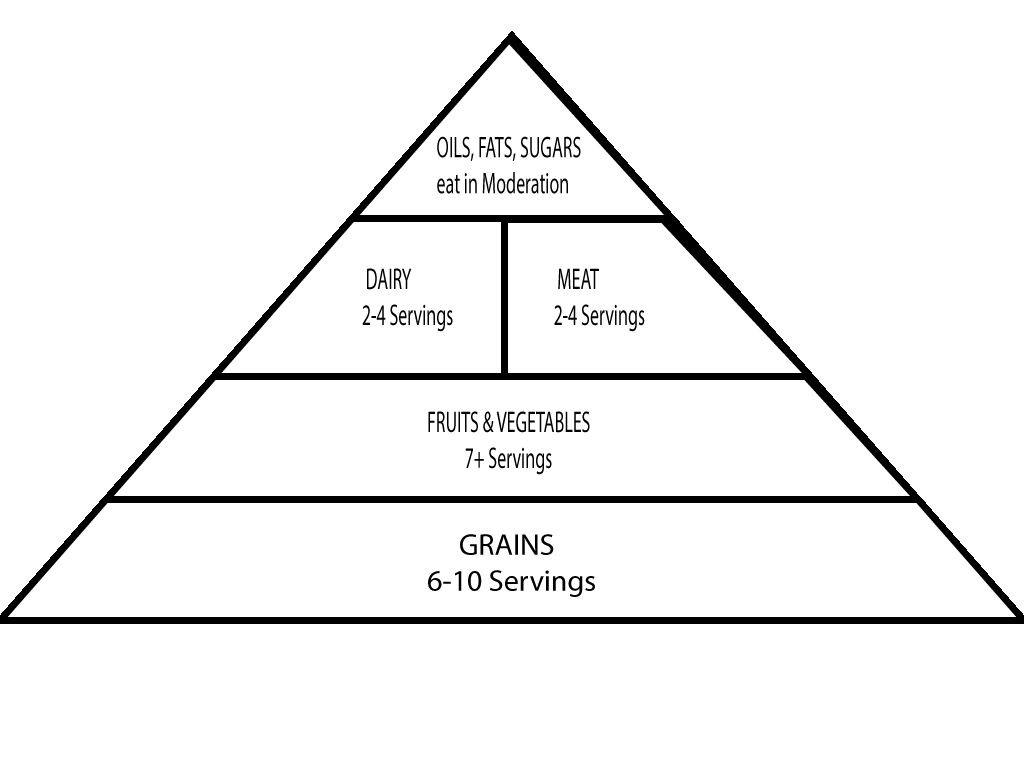 OILS, FATS, SUGARS
eat in Moderation
DAIRY
2-4 Servings
MEAT
2-4 Servings
FRUITS & VEGETABLES
7+ Servings
GRAINS
6-10 Servings